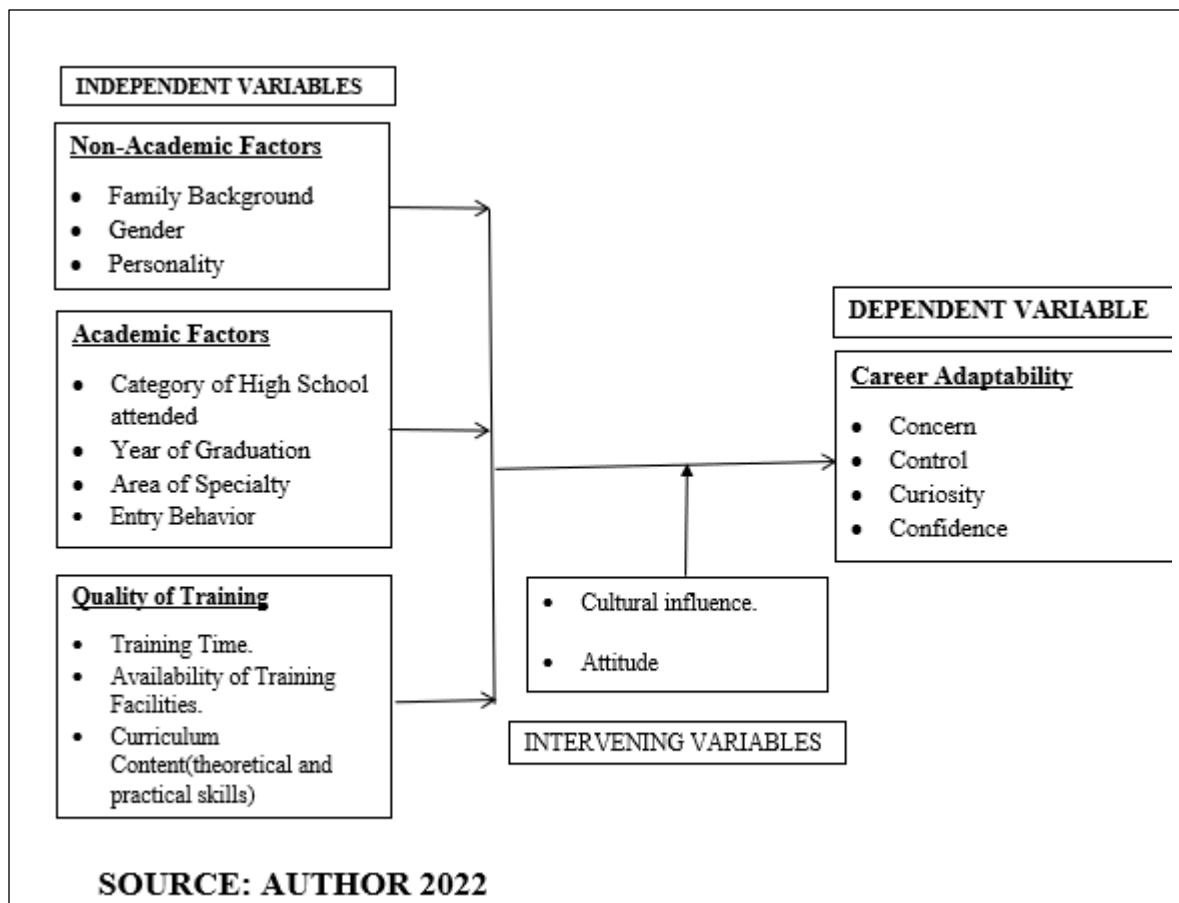 INDEPENDENT VARIABLES
Non-Academic Factors
• Family Background
• Gender
• Personality
Academic Factors
• Category of High School
attended
• Year of Graduation
• Area of Specialty
• Entry Behavior
Quality of Training
• Training Time.
• Availability of Training
Facilities.
• Curriculum
Content(theoretical and
practical skills)
• Cultural influence.
• Attitude
INTERVENING VARIABLES
DEPENDENT VARIABLE
Career Adaptability
• Concern
• Control
• Curiosity
• Confidence
SOURCE: AUTHOR 2022